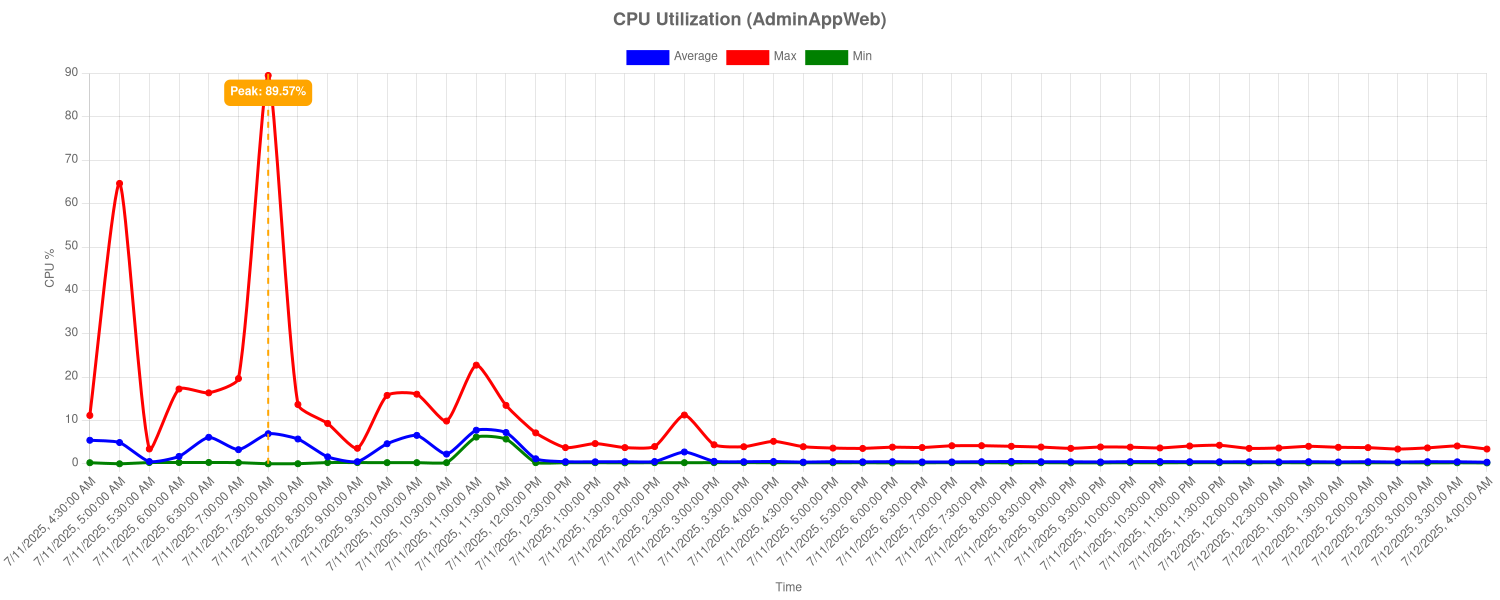 CPU Utilization (AdminAppWeb)
Average Max Min
90
Peak: 89.57%
80
70
60
50
40
30
20
10
0
CPU %
7/11/2025, 4:30:00 AM
7/11/2025, 5:00:00 AM
7/11/2025, 5:30:00 AM
7/11/2025, 6:00:00 AM
7/11/2025, 6:30:00 AM
7/11/2025, 7:00:00 AM
7/11/2025, 7:30:00 AM
7/11/2025, 8:00:00 AM
7/11/2025, 8:30:00 AM
7/11/2025, 9:00:00 AM
7/11/2025, 9:30:00 AM
7/11/2025, 10:00:00 AM
7/11/2025, 10:30:00 AM
7/11/2025, 11:00:00 AM
7/11/2025, 11:30:00 AM
7/11/2025, 12:00:00 PM
7/11/2025, 12:30:00 PM
7/11/2025, 1:00:00 PM
7/11/2025, 1:30:00 PM
7/11/2025, 2:00:00 PM
7/11/2025, 2:30:00 PM
7/11/2025, 3:00:00 PM
7/11/2025, 3:30:00 PM
7/11/2025, 4:00:00 PM
7/11/2025, 4:30:00 PM
7/11/2025, 5:00:00 PM
7/11/2025, 5:30:00 PM
7/11/2025, 6:00:00 PM
7/11/2025, 6:30:00 PM
7/11/2025, 7:00:00 PM
7/11/2025, 7:30:00 PM
7/11/2025, 8:00:00 PM
7/11/2025, 8:30:00 PM
7/11/2025, 9:00:00 PM
7/11/2025, 9:30:00 PM
7/11/2025, 10:00:00 PM
7/11/2025, 10:30:00 PM
7/11/2025, 11:00:00 PM
7/11/2025, 11:30:00 PM
7/12/2025, 12:00:00 AM
7/12/2025, 12:30:00 AM
7/12/2025, 1:00:00 AM
7/12/2025, 1:30:00 AM
7/12/2025, 2:00:00 AM
7/12/2025, 2:30:00 AM
7/12/2025, 3:00:00 AM
7/12/2025, 3:30:00 AM
7/12/2025, 4:00:00 AM
Time